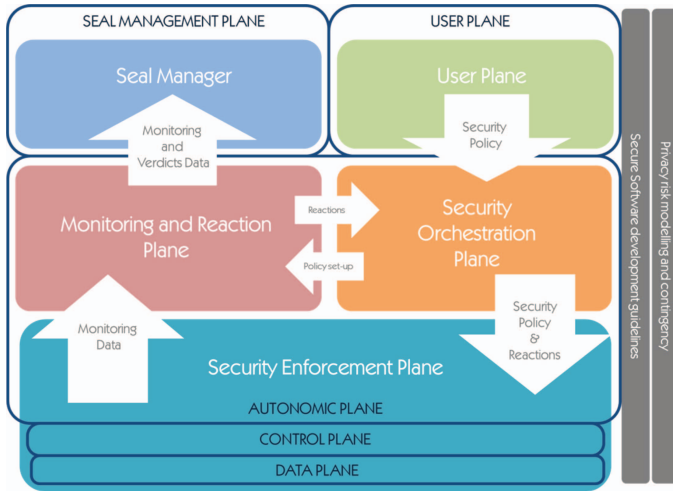 SEAL MANAGEMENT PLANE
USER PLANE
Seal Manager
User Plane
Monitoring
and
Verdicts Data
Security
Policy
Monitoring and Reaction
Plane
Reactions
Policy set-up
Security
Orchestration
Plane
Monitoring
Data
Security
Policy
&
Reactions
Security Enforcement Plane
AUTONOMIC PLANE
CONTROL PLANE
DATA PLANE
Secure Software development guidelines
Privacy risk modelling and contingency